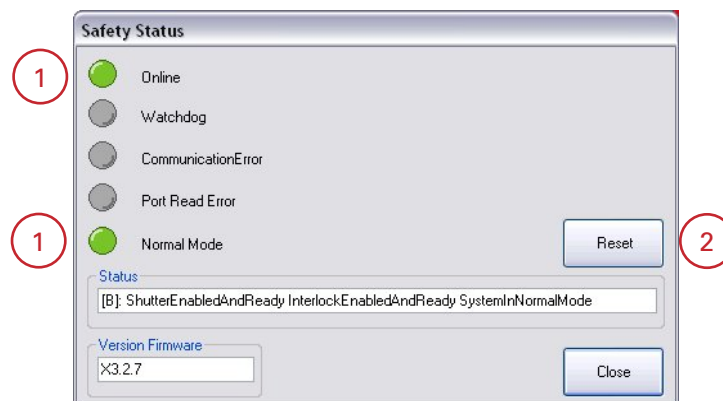 Safety Status
1 Online
Watchdog
CommunicationError
Port Read Error
1 Normal Mode Reset 2
Status
[B]: ShutterEnabledAndReady InterlockEnabledAndReady SystemInNormalMode
Version Firmware
X3.2.7
Close